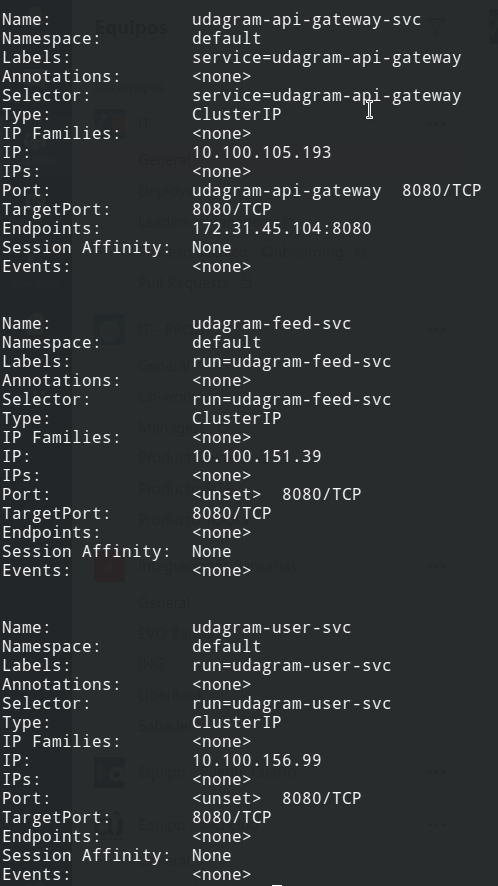 Name: udagram-api-gateway-svc
Namespace: default
Labels: service=udagram-api-gateway
Annotations: <none>
Selector: service=udagram-api-gateway
Type: ClusterIP
IP Families: <none>
IP: 10.100.105.193
IPs: <none>
Port: udagram-api-gateway 8080/TCP
TargetPort: 8080/TCP
Endpoints: 172.31.45.104:8080
Session Affinity: None
Events: <none>
Name: udagram-feed-svc
Namespace: default
Labels: run=udagram-feed-svc
Annotations: <none>
Selector: run=udagram-feed-svc
Type: ClusterIP
IP Families: <none>
IP: 10.100.151.39
IPs: <none>
Port: <unset> 8080/TCP
TargetPort: 8080/TCP
Endpoints: <none>
Session Affinity: None
Events: <none>
Name: udagram-user-svc
Namespace: default
Labels: run=udagram-user-svc
Annotations: <none>
Selector: run=udagram-user-svc
Type: ClusterIP
IP Families: <none>
IP: 10.100.156.99
IPs: <none>
Port: <unset> 8080/TCP
TargetPort: 8080/TCP
Endpoints: <none>
Session Affinity: None
Events: <none>
Equipos
General
Pull Requests
General